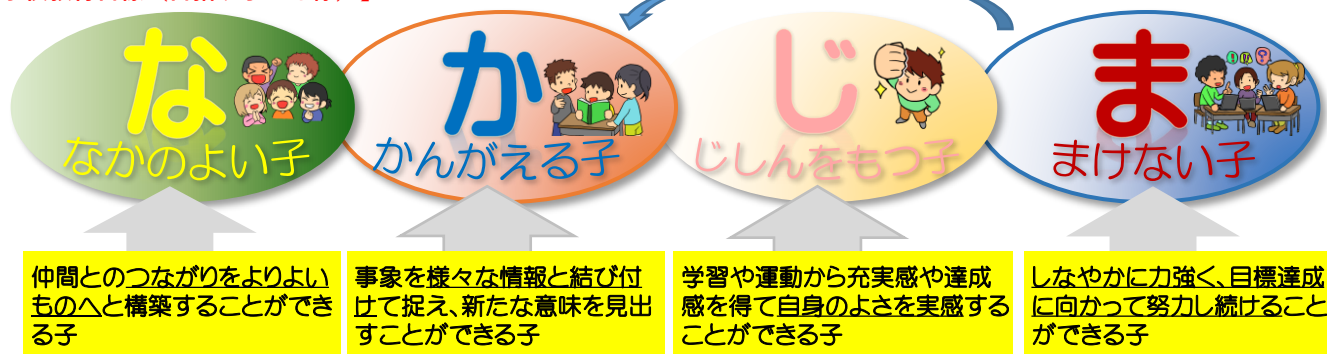 な
なかのよい子
か
かんがえる子
じ
じしんをもつ子
ま
まけない子
仲間とのつながりをよりよい
ものへと構築することができ
る子
事象を様々な情報と結び付
けて捉え、新たな意味を見出
すことができる子
学習や運動から充実感や達成
感を得て自身のよさを実感する
ことができる子
しなやかに力強く、目標達成
に向かって努力し続けること
ができる子